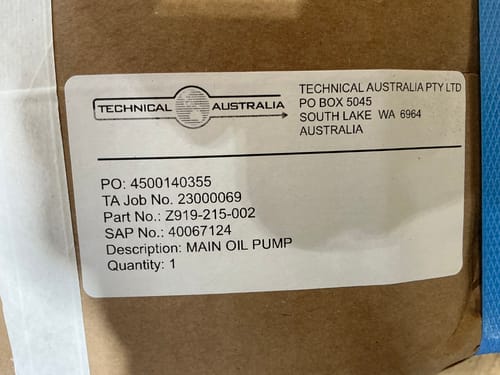 TECHNICAL AUSTRALIA
TECHNICAL AUSTRALIA PTY LTD
PO BOX 5045
SOUTH LAKE WA 6964
AUSTRALIA
PO: 4500140355
TA Job No. 23000069
Part No.: Z919-215-002
SAP No.: 40067124
Description: MAIN OIL PUMP
Quantity: 1